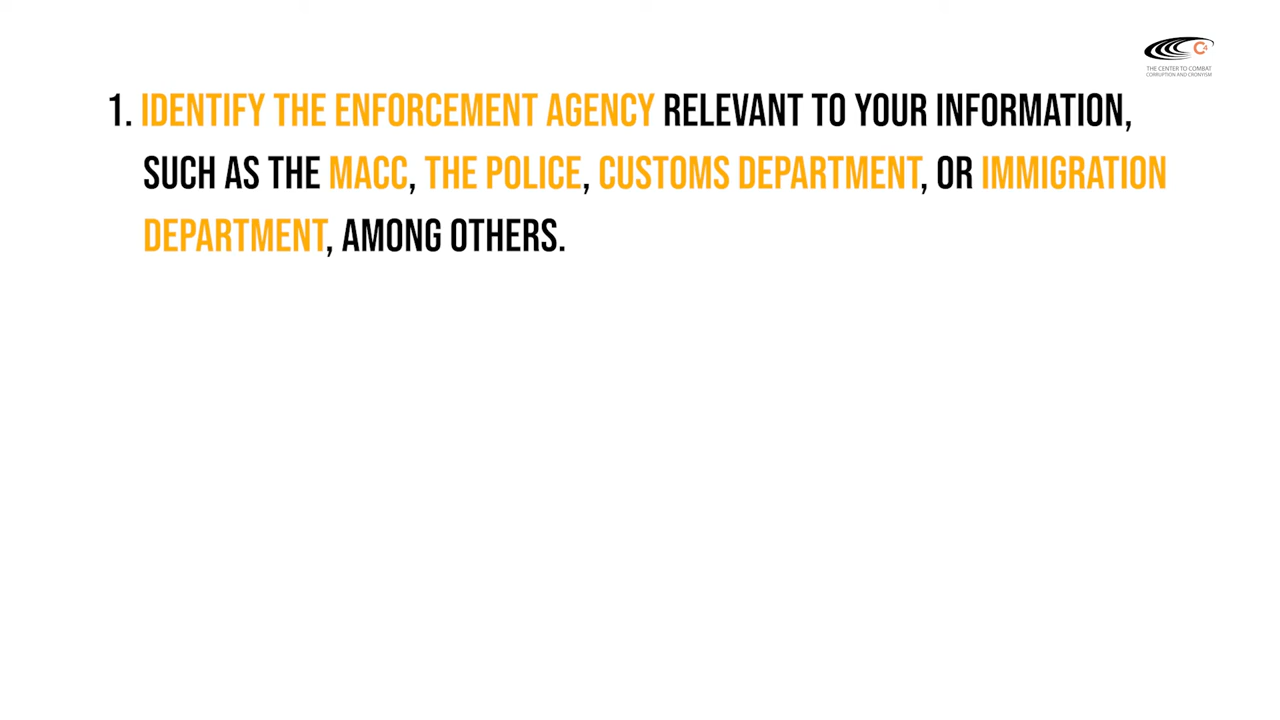 C4
THE CENTER TO COMBAT
CORRUPTION AND CRONYISM
1. IDENTIFY THE ENFORCEMENT AGENCY RELEVANT TO YOUR INFORMATION,
SUCH AS THE MACC, THE POLICE, CUSTOMS DEPARTMENT, OR IMMIGRATION
DEPARTMENT, AMONG OTHERS.